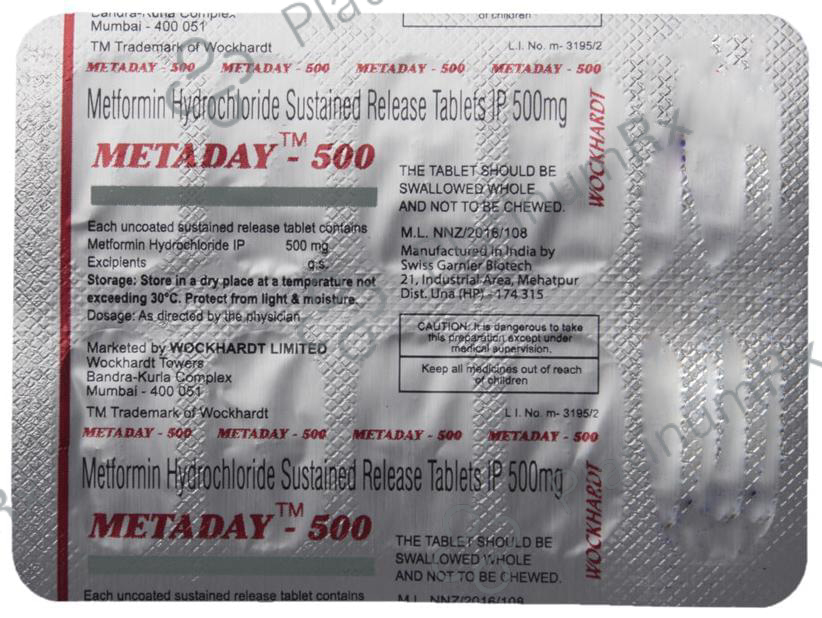 Bandra-Kurla Complex
Mumbai - 400 051
TM Trademark of Wockhardt
of children
L.I. No. m- 3195/2
METADAY - 500 METADAY - 500 METADAY - 500 METADAY - 500
Metformin Hydrochloride Sustained Release Tablets IP 500mg
METADAY™ - 500
WOCKHARDT
THE TABLET SHOULD BE
SWALLOWED WHOLE
AND NOT TO BE CHEWED.
Each uncoated sustained release tablet contains
Metformin Hydrochloride IP 500 mg
Excipients q.s.
Storage: Store in a dry place at a temperature not
exceeding 30°C. Protect from light & moisture.
Dosage: As directed by the physician
M.L. NNZ/2016/108
Manufactured in India by
Swiss Garnier Biotech
21, Industrial Area, Mehatpur
Dist. Una (HP) - 174 315
CAUTION: It is dangerous to take
this preparation except under
medical supervision.
Keep all medicines out of reach
of children
Marketed by WOCKHARDT LIMITED
Wockhardt Towers
Bandra-Kurla Complex
Mumbai - 400 051
TM Trademark of Wockhardt
L.I. No. m- 3195/2
METADAY - 500 METADAY - 500 METADAY - 500 METADAY - 500
Metformin Hydrochloride Sustained Release Tablets IP 500mg
METADAY™ - 500
WOCKHARDT
THE TABLET SHOULD BE
SWALLOWED WHOLE
AND NOT TO BE CHEWED.
Each uncoated sustained release tablet contains
M.L. NNZ/2016/108
PlatinumRx